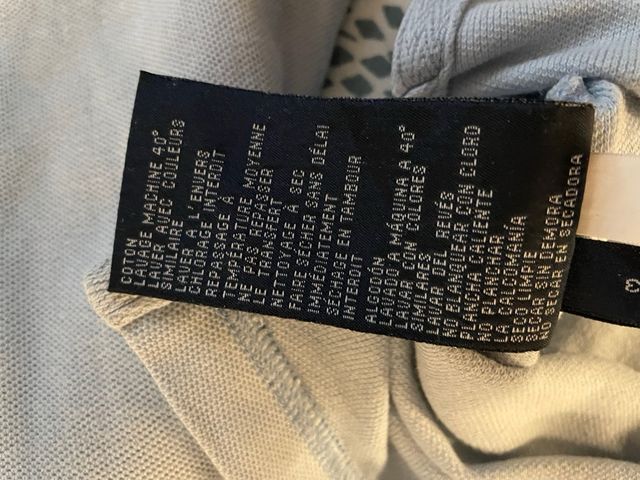 COTON
LAVAGE MACHINE 40°
LAVER AVEC COULEURS
SIMILAIRES
LAVER À L'ENVERS
CHLORAGE INTERDIT
REPASSAGE À
TEMPÉRATURE MOYENNE
NE PAS REPASSER
LE TRANSFERT
NETTOYAGE À SEC
FAIRE SÉCHER SANS DÉLAI
IMMÉDIATEMENT
SÉCHAGE EN TAMBOUR
INTERDIT
ALGODÓN
LAVADO A MÁQUINA A 40°
LAVAR CON COLORES
SIMILARES
LAVAR DEL REVÉS
NO BLANQUEAR CON CLORO
PLANCHA CALIENTE
NO PLANCHAR
LA CALCOMANÍA
SECO LIMPIE
SECAR SIN DEMORA
NO SECAR EN SECADORA